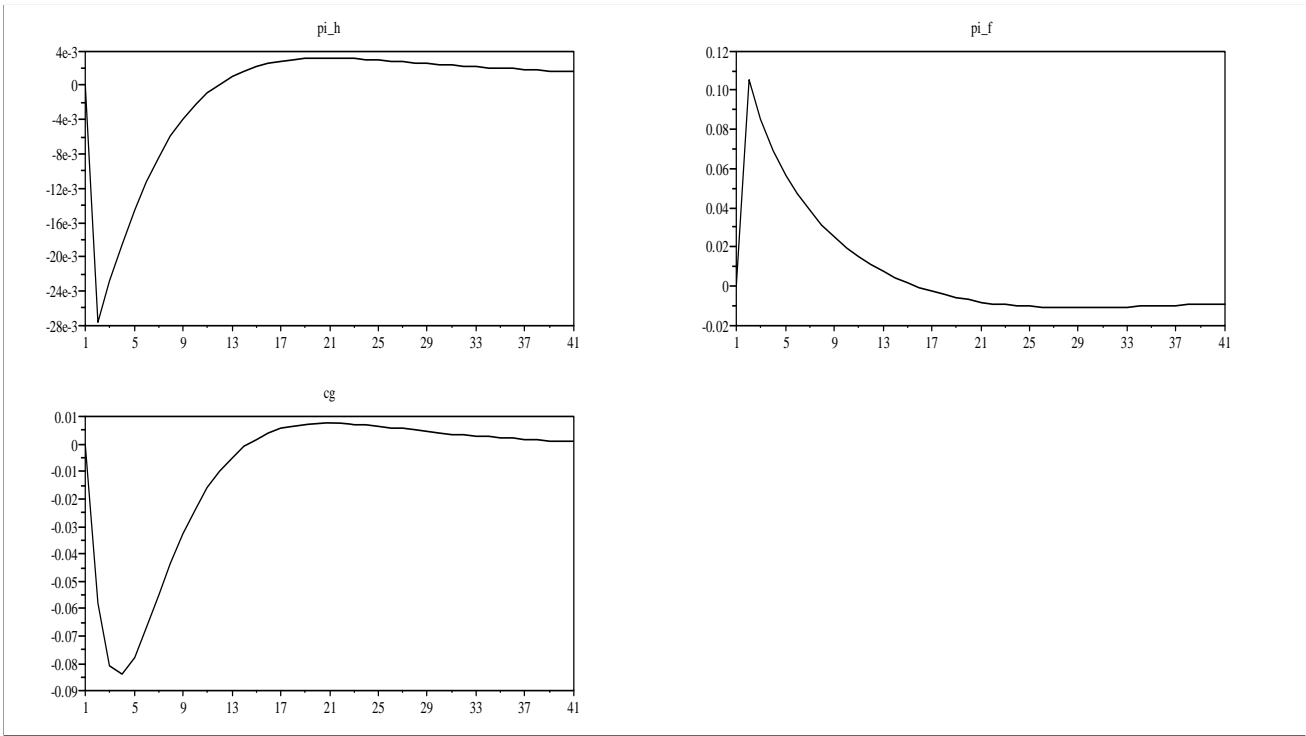 pi_h
4e-3
0
-4e-3
-8e-3
-12e-3
-16e-3
-20e-3
-24e-3
-28e-3
1 5 9 13 17 21 25 29 33 37 41
pi_f
0.12
0.10
0.08
0.06
0.04
0.02
0
-0.02
1 5 9 13 17 21 25 29 33 37 41
cg
0.01
0
-0.01
-0.02
-0.03
-0.04
-0.05
-0.06
-0.07
-0.08
-0.09
1 5 9 13 17 21 25 29 33 37 41